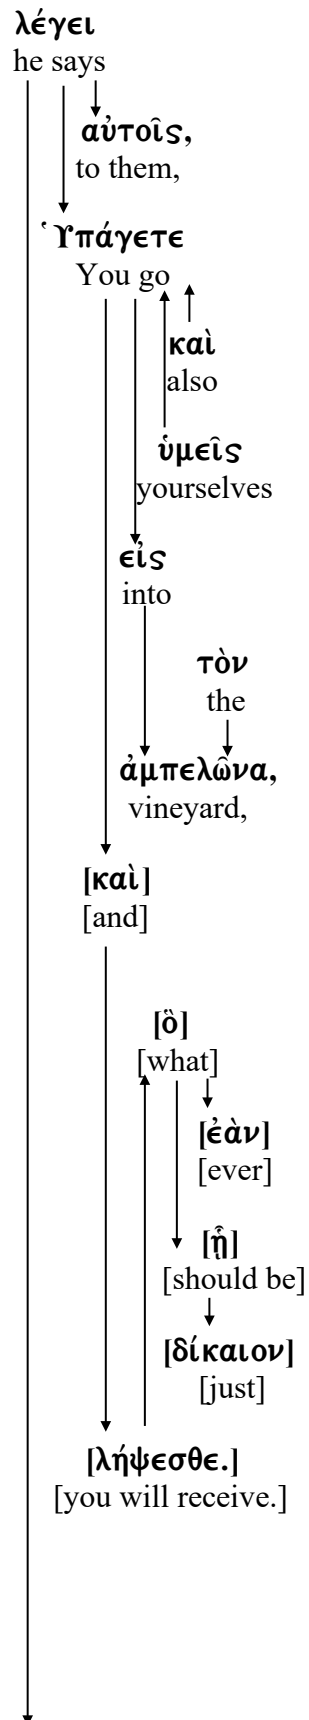 λέγει
he says
αὐτοῖς,
to them,
Ὑπάγετε
You go
καὶ
also
ὑμεῖς
yourselves
εἰς
into
τὸν
the
ἀμπελῶνα,
vineyard,
[καὶ]
[and]
[ὃ]
[what]
[ἐὰν]
[ever]
[ᾖ]
[should be]
[δίκαιον]
[just]
[λήψεσθε.]
[you will receive.]